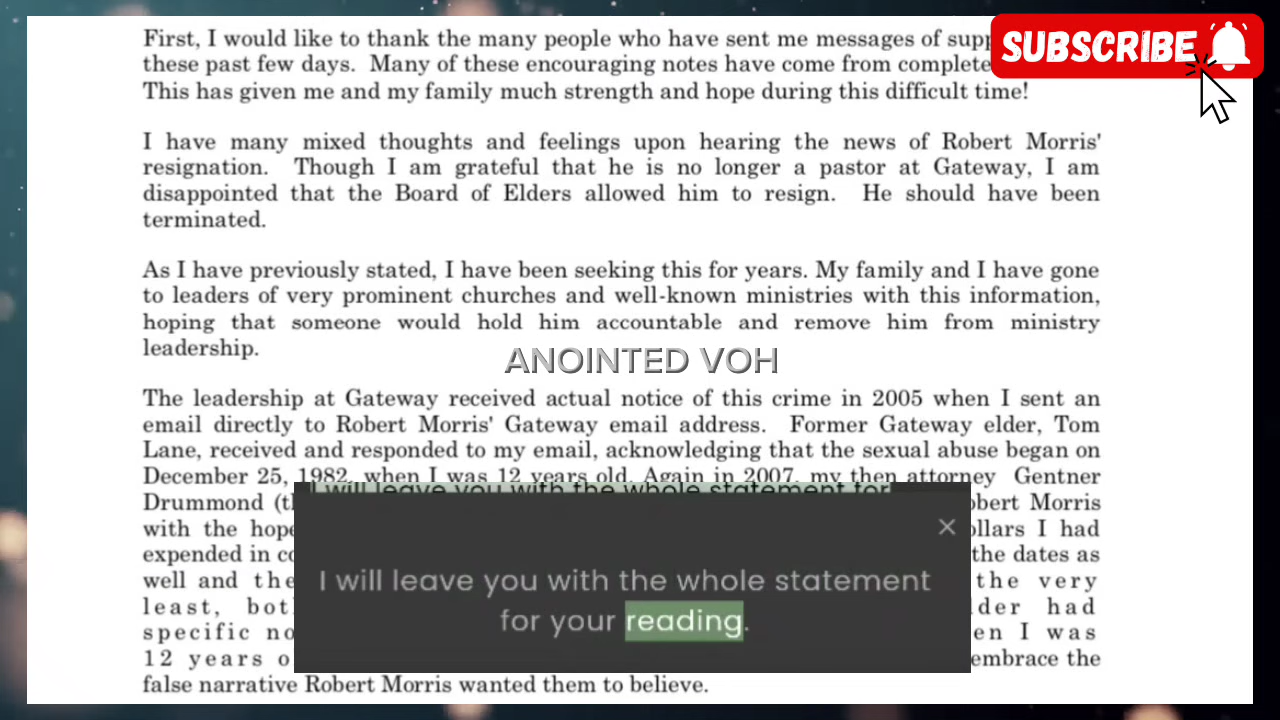 First, I would like to thank the many people who have sent me messages of
these past few days. Many of these encouraging notes have come from complete
This has given me and my family much strength and hope during this difficult time!
I have many mixed thoughts and feelings upon hearing the news of Robert Morris'
resignation. Though I am grateful that he is no longer a pastor at Gateway, I am
disappointed that the Board of Elders allowed him to resign. He should have been
terminated.
As I have previously stated, I have been seeking this for years. My family and I have gone
to leaders of very prominent churches and well-known ministries with this information,
hoping that someone would hold him accountable and remove him from ministry
leadership.
The leadership at Gateway received actual notice of this crime in 2005 when I sent an
email directly to Robert Morris' Gateway email address. Former Gateway elder, Tom
Lane, received and responded to my email, acknowledging that the sexual abuse began on
December 25, 1982, when I was 12 years old. Again in 2007, my then attorney Gentner
Drummond Morris
with the I had
expended in the dates as
well and the very
least, had
specific I was
12 years embrace the
false narrative Robert Morris wanted them to believe.
SUBSCRIBE
ANOINTED VOH
I will leave you with the whole statement for
I will leave you with the whole statement
for your reading.